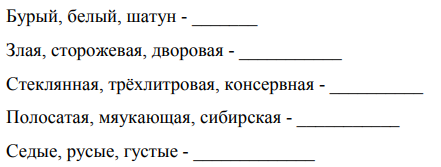 Бурый, белый, шатун - _______
Злая, сторожевая, дворовая - ___________
Стеклянная, трёхлитровая, консервная - __________
Полосатая, мяукающая, сибирская - ___________
Седые, русые, густые - _____________